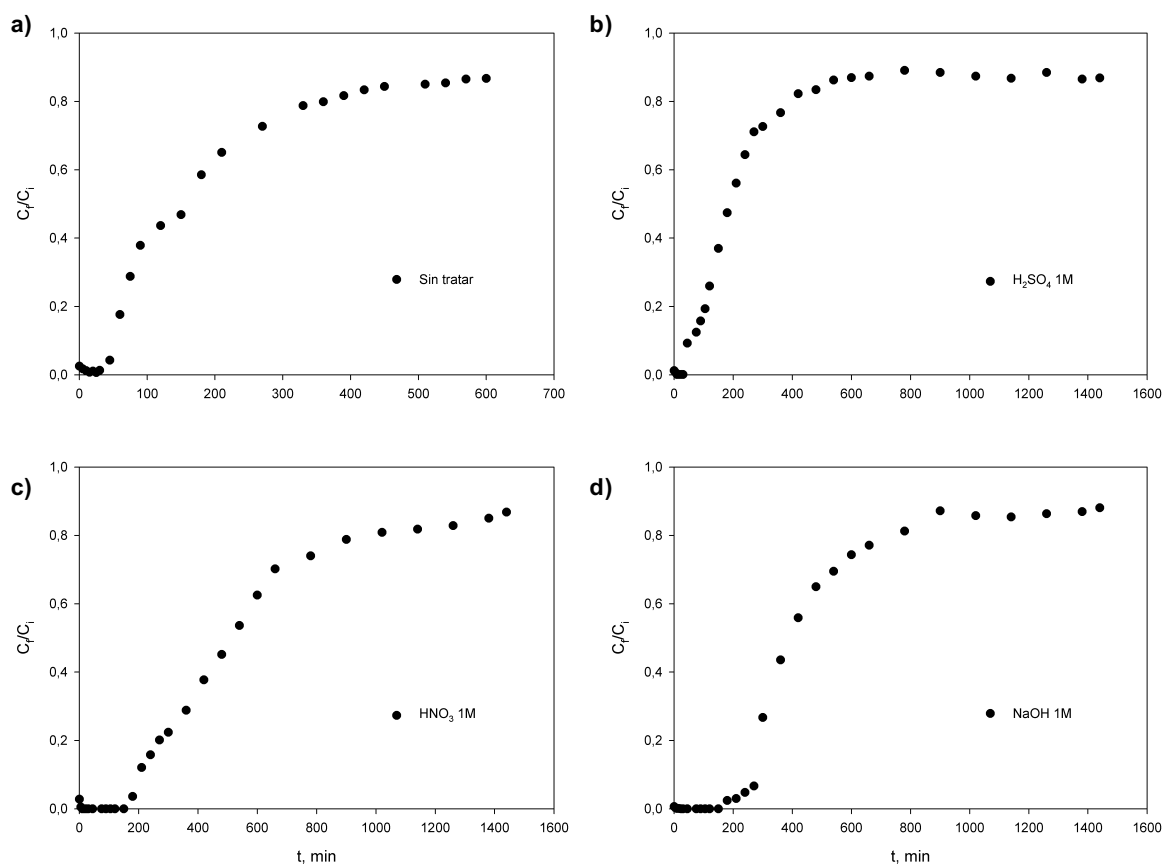 a)
1,0
0,8
0,6
0,4
0,2
0,0
C_f/C_i
Sin tratar
0 100 200 300 400 500 600 700
b)
1,0
0,8
0,6
0,4
0,2
0,0
C_f/C_i
H₂SO₄ 1M
0 200 400 600 800 1000 1200 1400 1600
c)
1,0
0,8
0,6
0,4
0,2
0,0
C_f/C_i
HNO₃ 1M
0 200 400 600 800 1000 1200 1400 1600
t, min
d)
1,0
0,8
0,6
0,4
0,2
0,0
C_f/C_i
NaOH 1M
0 200 400 600 800 1000 1200 1400 1600
t, min